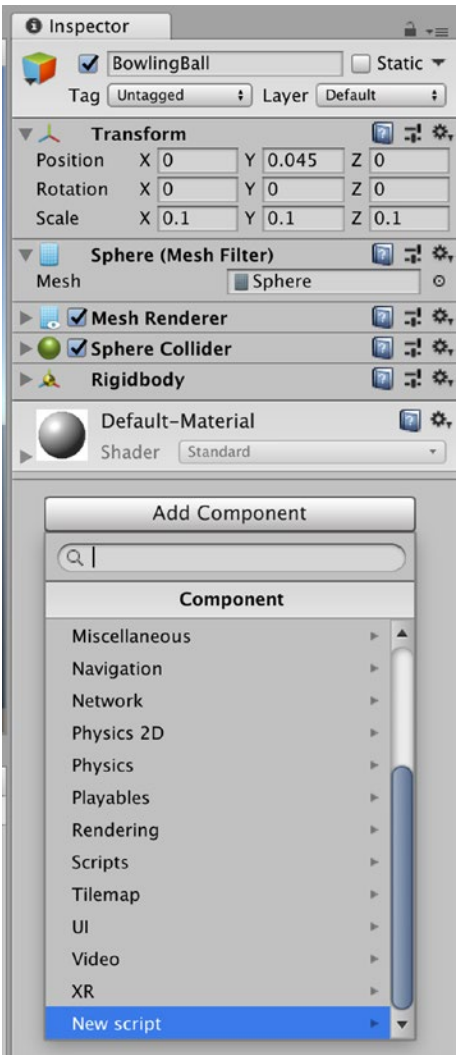 Inspector
BowlingBall Static
Tag Untagged Layer Default
Transform
Position X 0 Y 0.045 Z 0
Rotation X 0 Y 0 Z 0
Scale X 0.1 Y 0.1 Z 0.1
Sphere (Mesh Filter)
Mesh Sphere
Mesh Renderer
Sphere Collider
Rigidbody
Default-Material
Shader Standard
Add Component
Component
Miscellaneous
Navigation
Network
Physics 2D
Physics
Playables
Rendering
Scripts
Tilemap
UI
Video
XR
New script